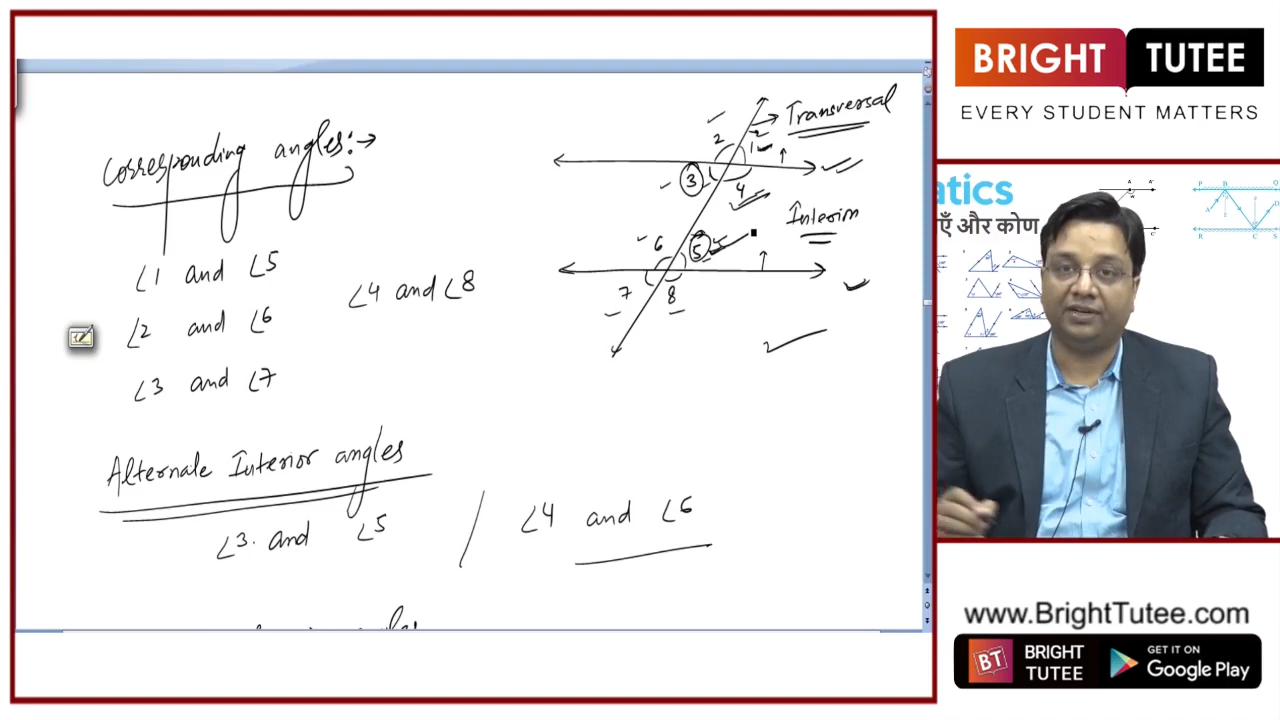 BRIGHT TUTEE
EVERY STUDENT MATTERS
Corresponding angles:→
∠1 and ∠5
∠2 and ∠6
∠4 and ∠8
∠3 and ∠7
Alternate Interior angles
∠3. and ∠5 / ∠4 and ∠6
Transversal
2 1
3 4
Interim
6 5
7 8
atics
और कोण
www.BrightTutee.com
BT BRIGHT TUTEE
GET IT ON
Google Play